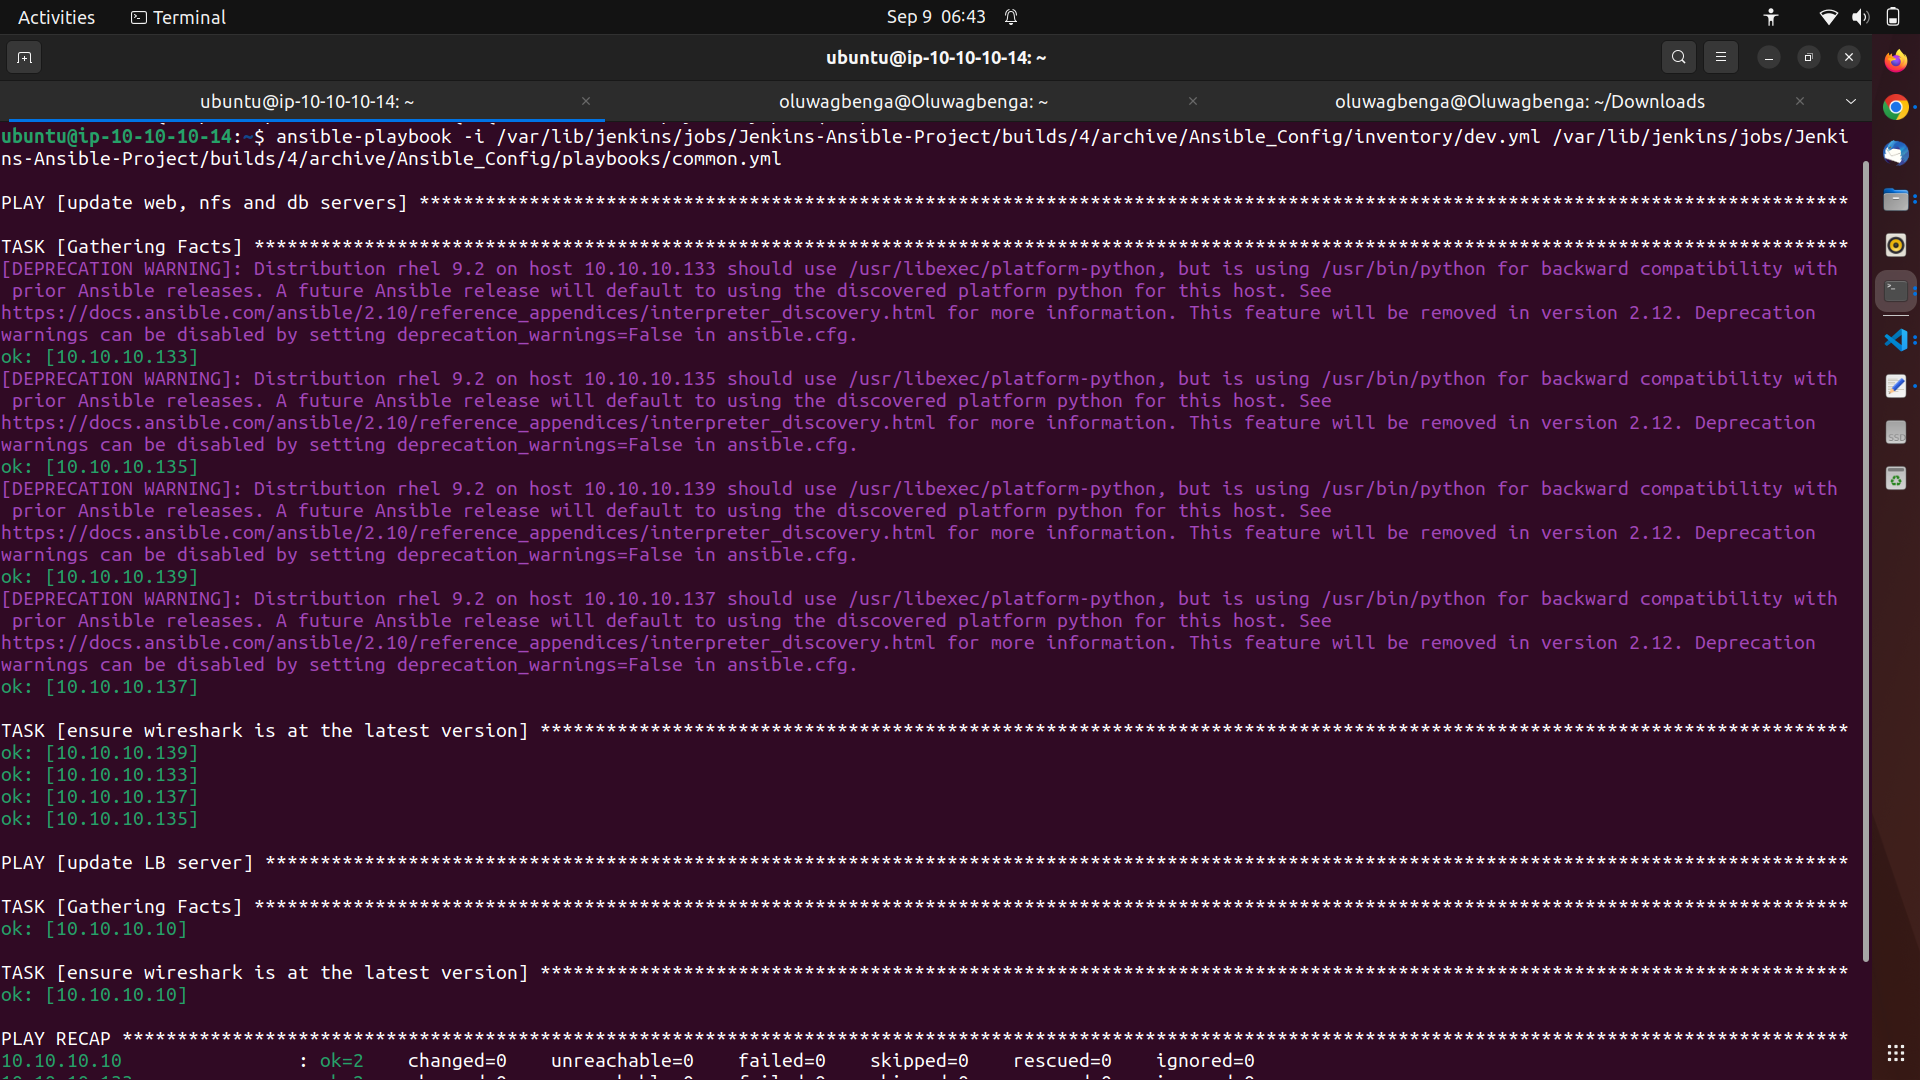 Activities
Terminal
Sep 9 06:43
ubuntu@ip-10-10-10-14: ~
ubuntu@ip-10-10-10-14: ~
oluwagbenga@Oluwagbenga: ~
oluwagbenga@Oluwagbenga: ~/Downloads
ubuntu@ip-10-10-10-14:~$ ansible-playbook -i /var/lib/jenkins/jobs/Jenkins-Ansible-Project/builds/4/archive/Ansible_Config/inventory/dev.yml /var/lib/jenkins/jobs/Jenki
ns-Ansible-Project/builds/4/archive/Ansible_Config/playbooks/common.yml
PLAY [update web, nfs and db servers] **********************************************************************************************************************************
TASK [Gathering Facts] *************************************************************************************************************************************************
[DEPRECATION WARNING]: Distribution rhel 9.2 on host 10.10.10.133 should use /usr/libexec/platform-python, but is using /usr/bin/python for backward compatibility with
 prior Ansible releases. A future Ansible release will default to using the discovered platform python for this host. See
https://docs.ansible.com/ansible/2.10/reference_appendices/interpreter_discovery.html for more information. This feature will be removed in version 2.12. Deprecation
warnings can be disabled by setting deprecation_warnings=False in ansible.cfg.
ok: [10.10.10.133]
[DEPRECATION WARNING]: Distribution rhel 9.2 on host 10.10.10.135 should use /usr/libexec/platform-python, but is using /usr/bin/python for backward compatibility with
 prior Ansible releases. A future Ansible release will default to using the discovered platform python for this host. See
https://docs.ansible.com/ansible/2.10/reference_appendices/interpreter_discovery.html for more information. This feature will be removed in version 2.12. Deprecation
warnings can be disabled by setting deprecation_warnings=False in ansible.cfg.
ok: [10.10.10.135]
[DEPRECATION WARNING]: Distribution rhel 9.2 on host 10.10.10.139 should use /usr/libexec/platform-python, but is using /usr/bin/python for backward compatibility with
 prior Ansible releases. A future Ansible release will default to using the discovered platform python for this host. See
https://docs.ansible.com/ansible/2.10/reference_appendices/interpreter_discovery.html for more information. This feature will be removed in version 2.12. Deprecation
warnings can be disabled by setting deprecation_warnings=False in ansible.cfg.
ok: [10.10.10.139]
[DEPRECATION WARNING]: Distribution rhel 9.2 on host 10.10.10.137 should use /usr/libexec/platform-python, but is using /usr/bin/python for backward compatibility with
 prior Ansible releases. A future Ansible release will default to using the discovered platform python for this host. See
https://docs.ansible.com/ansible/2.10/reference_appendices/interpreter_discovery.html for more information. This feature will be removed in version 2.12. Deprecation
warnings can be disabled by setting deprecation_warnings=False in ansible.cfg.
ok: [10.10.10.137]
TASK [ensure wireshark is at the latest version] ***********************************************************************************************************************
ok: [10.10.10.139]
ok: [10.10.10.133]
ok: [10.10.10.137]
ok: [10.10.10.135]
PLAY [update LB server] ************************************************************************************************************************************************
TASK [Gathering Facts] *************************************************************************************************************************************************
ok: [10.10.10.10]
TASK [ensure wireshark is at the latest version] ***********************************************************************************************************************
ok: [10.10.10.10]
PLAY RECAP *************************************************************************************************************************************************************
10.10.10.10 : ok=2 changed=0 unreachable=0 failed=0 skipped=0 rescued=0 ignored=0